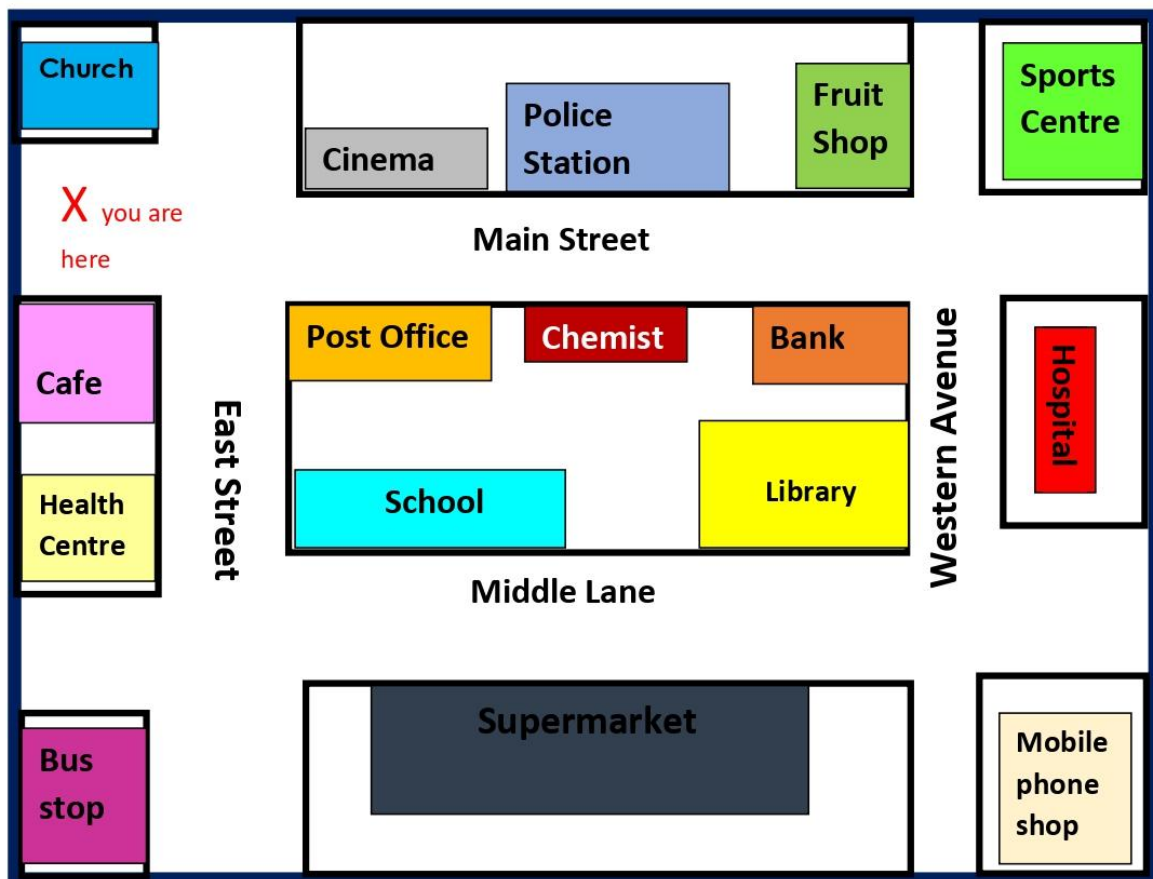 Church
Cinema
Police
Station
Fruit
Shop
Sports
Centre
X you are
here
Main Street
Cafe
Post Office
Chemist
Bank
Western Avenue
Hospital
East Street
Health
Centre
School
Library
Middle Lane
Bus
stop
Supermarket
Mobile
phone
shop